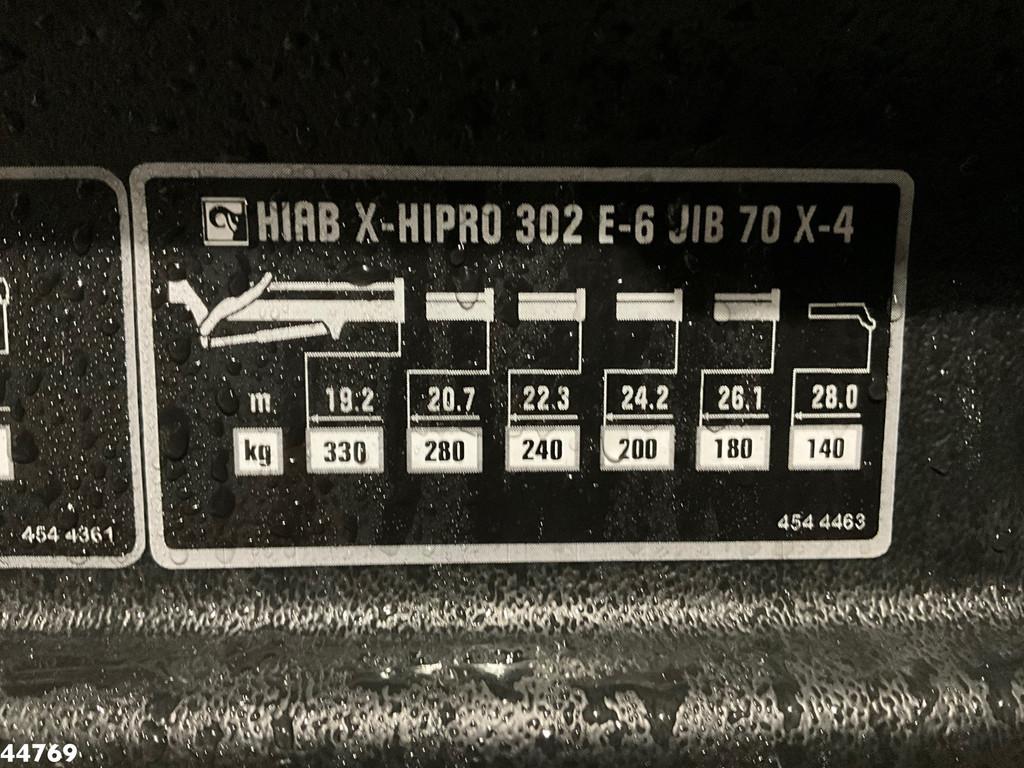 HIAB X-HIPRO 302 E-6 JIB 70 X-4
m 19.2 20.7 22.3 24.2 26.1 28.0
kg 330 280 240 200 180 140
454 4361
454 4463
44769